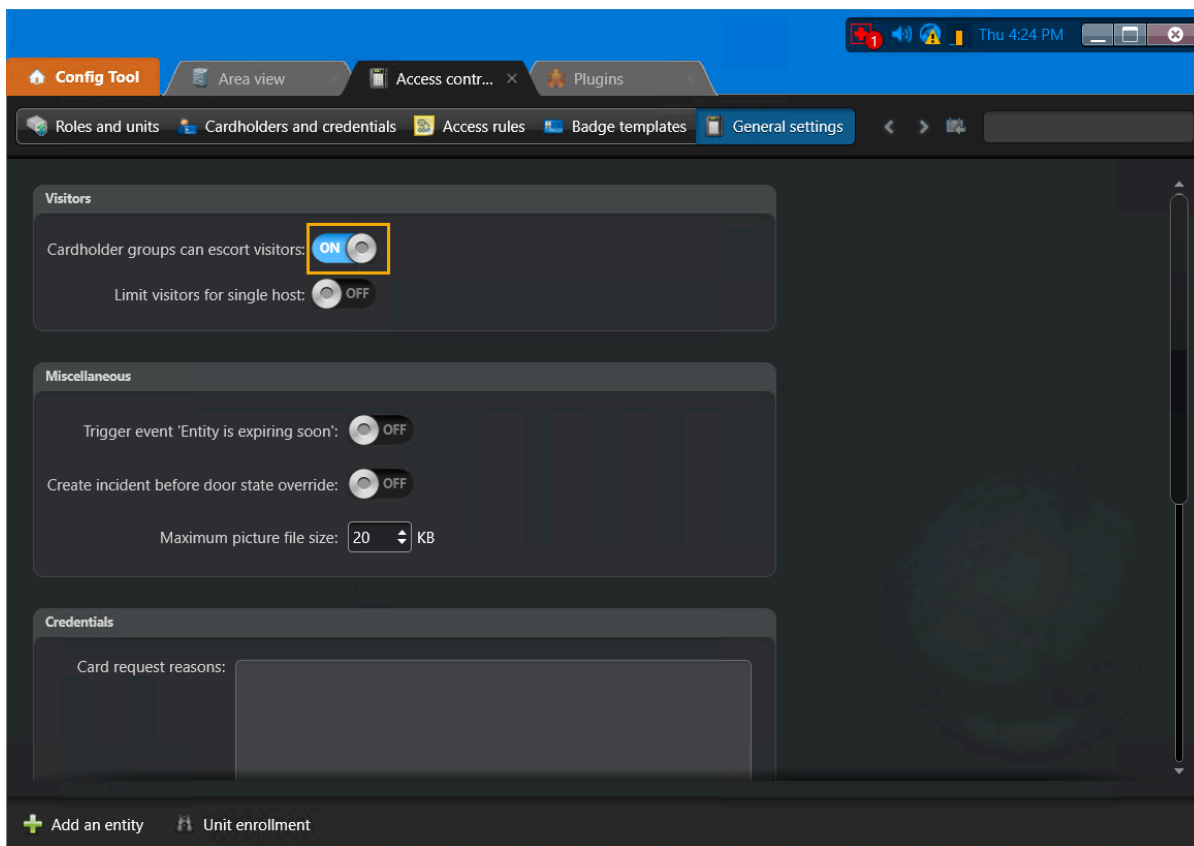 1 Thu 4:24 PM
Config Tool Area view Access contr... Plugins
Roles and units Cardholders and credentials Access rules Badge templates General settings
Visitors
Cardholder groups can escort visitors: ON
Limit visitors for single host: OFF
Miscellaneous
Trigger event 'Entity is expiring soon': OFF
Create incident before door state override: OFF
Maximum picture file size: 20 KB
Credentials
Card request reasons:
Add an entity Unit enrollment